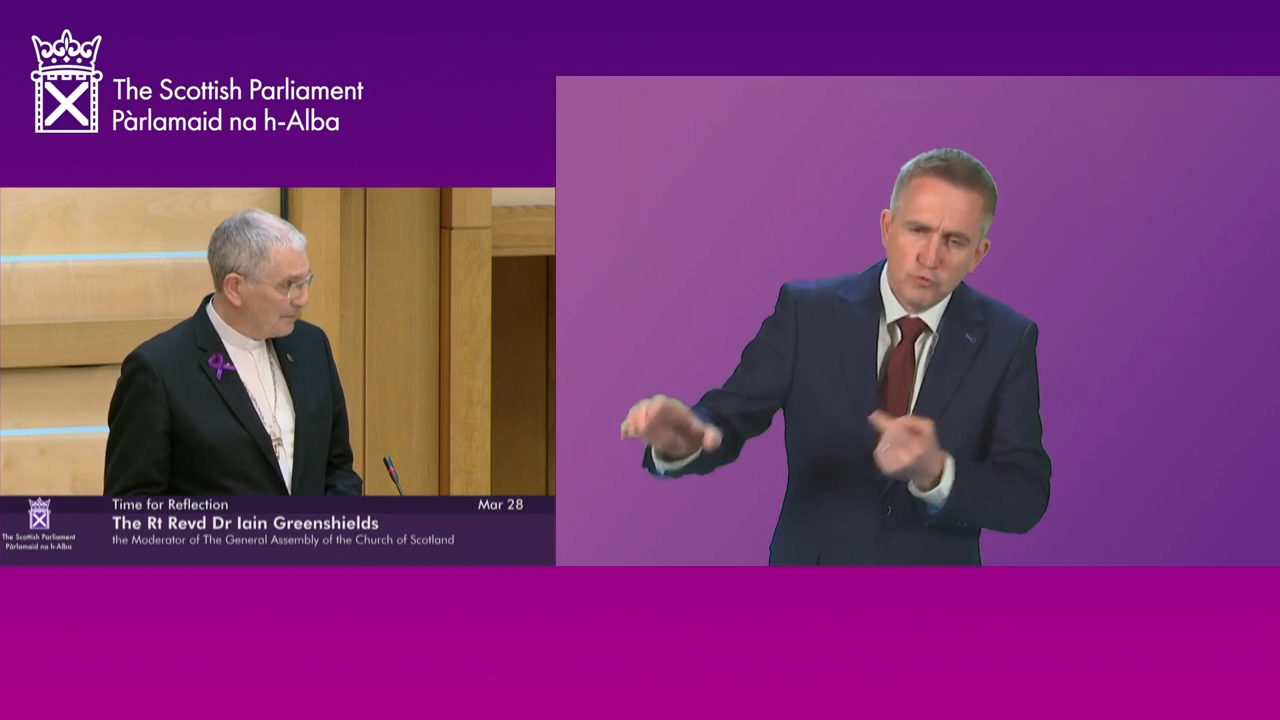 The Scottish Parliament
Pàrlamaid na h-Alba
Time for Reflection
Mar 28
The Rt Revd Dr Iain Greenshields
the Moderator of The General Assembly of the Church of Scotland
The Scottish Parliament
Pàrlamaid na h-Alba